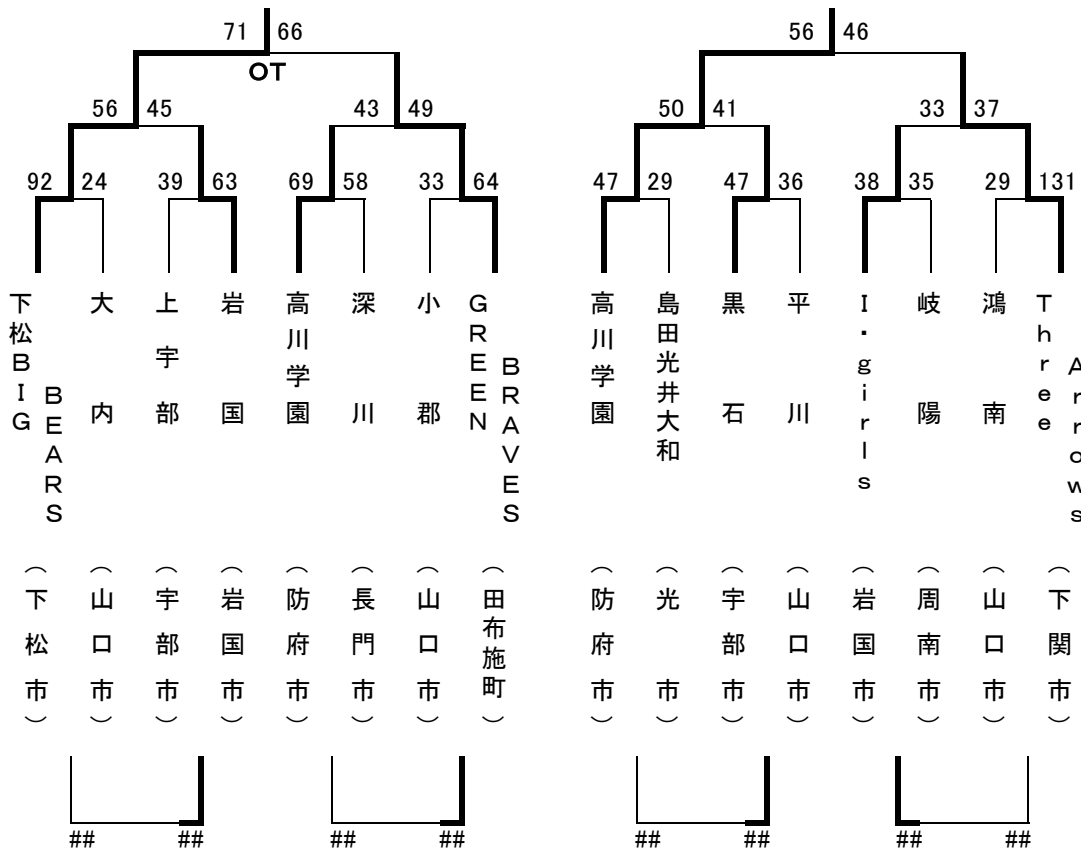 71 66 56 46
OT
56 45 43 49 50 41 33 37
92 24 39 63 69 58 33 64 47 29 47 36 38 35 29 131
下松BIG BEARS
大内
上宇部
岩国
高川学園
深川
小郡
GREEN BRAVES
高川学園
島田光井大和
黒石
平川
I・girls
岐陽
鴻南
Three Arrows
(下松市)
(山口市)
(宇部市)
(岩国市)
(防府市)
(長門市)
(山口市)
(田布施町)
(防府市)
(光市)
(宇部市)
(山口市)
(岩国市)
(周南市)
(山口市)
(下関市)
## ## ## ## ## ## ## ##